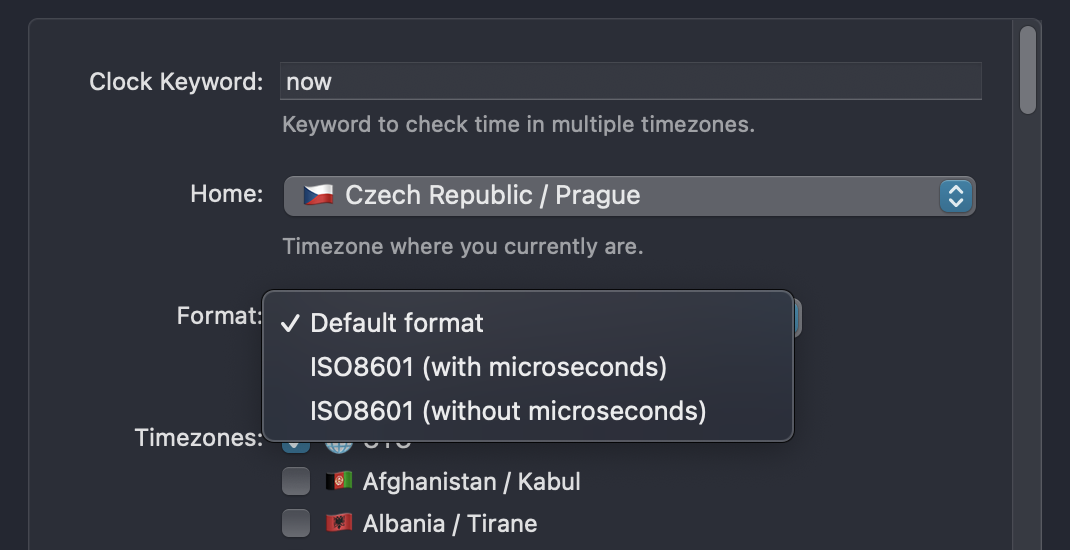 Clock Keyword: now
Keyword to check time in multiple timezones.
Home: Czech Republic / Prague
Timezone where you currently are.
Format: ✓ Default format
ISO8601 (with microseconds)
ISO8601 (without microseconds)
Timezones:
Afghanistan / Kabul
Albania / Tirane